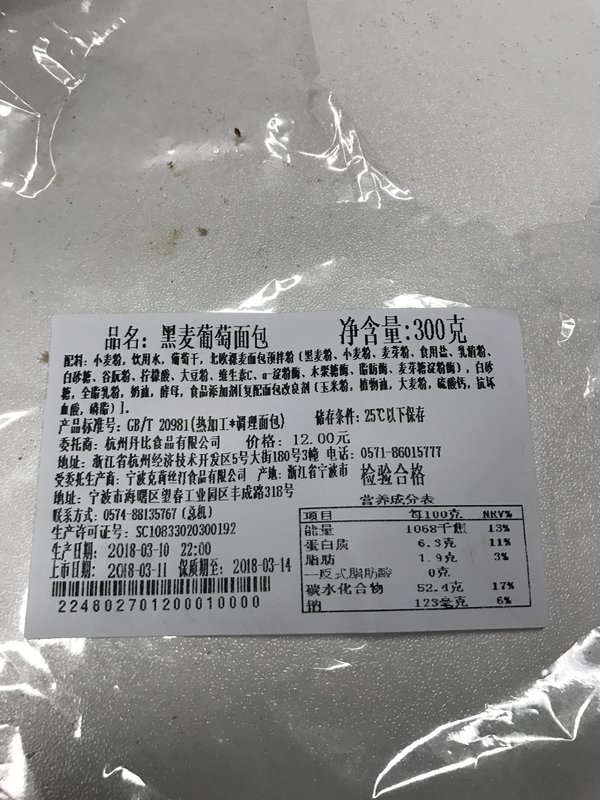 品名：黑麦葡萄面包 净含量:300克
配料：小麦粉，饮用水，葡萄干，北欧裸麦面包预拌粉（黑麦粉、小麦粉、麦芽粉、食用盐、乳清粉、
白砂糖、谷朊粉、柠檬酸、大豆粉、维生素C、α-淀粉酶、木聚糖酶、脂肪酶、麦芽糖淀粉酶），白砂
糖，全脂乳粉，奶油，酵母，食品添加剂[复配面包改良剂（玉米粉，植物油，大麦粉，硫酸钙，抗坏
血酸，磷脂）]。
产品标准号：GB/T 20981(热加工*调理面包) 储存条件：25℃以下保存
委托商：杭州丹比食品有限公司 价格：12.00元
地址：浙江省杭州经济技术开发区5号大街180号3幢 电话：0571-86015777
受委托生产商：宁波克莉丝汀食品有限公司 产地：浙江省宁波市 检验合格
地址：宁波市海曙区望春工业园区丰成路318号
联系方式：0574-88135767（总机）
生产许可证号：SC10833020300192
生产日期：2018-03-10 22:00
上市日期：2018-03-11 保质期至：2018-03-14
224802701200010000
营养成分表
项目 每100克 NRV%
能量 1068千焦 13%
蛋白质 6.3克 11%
脂肪 1.9克 3%
—反式脂肪酸 0克
碳水化合物 52.4克 17%
钠 123毫克 6%